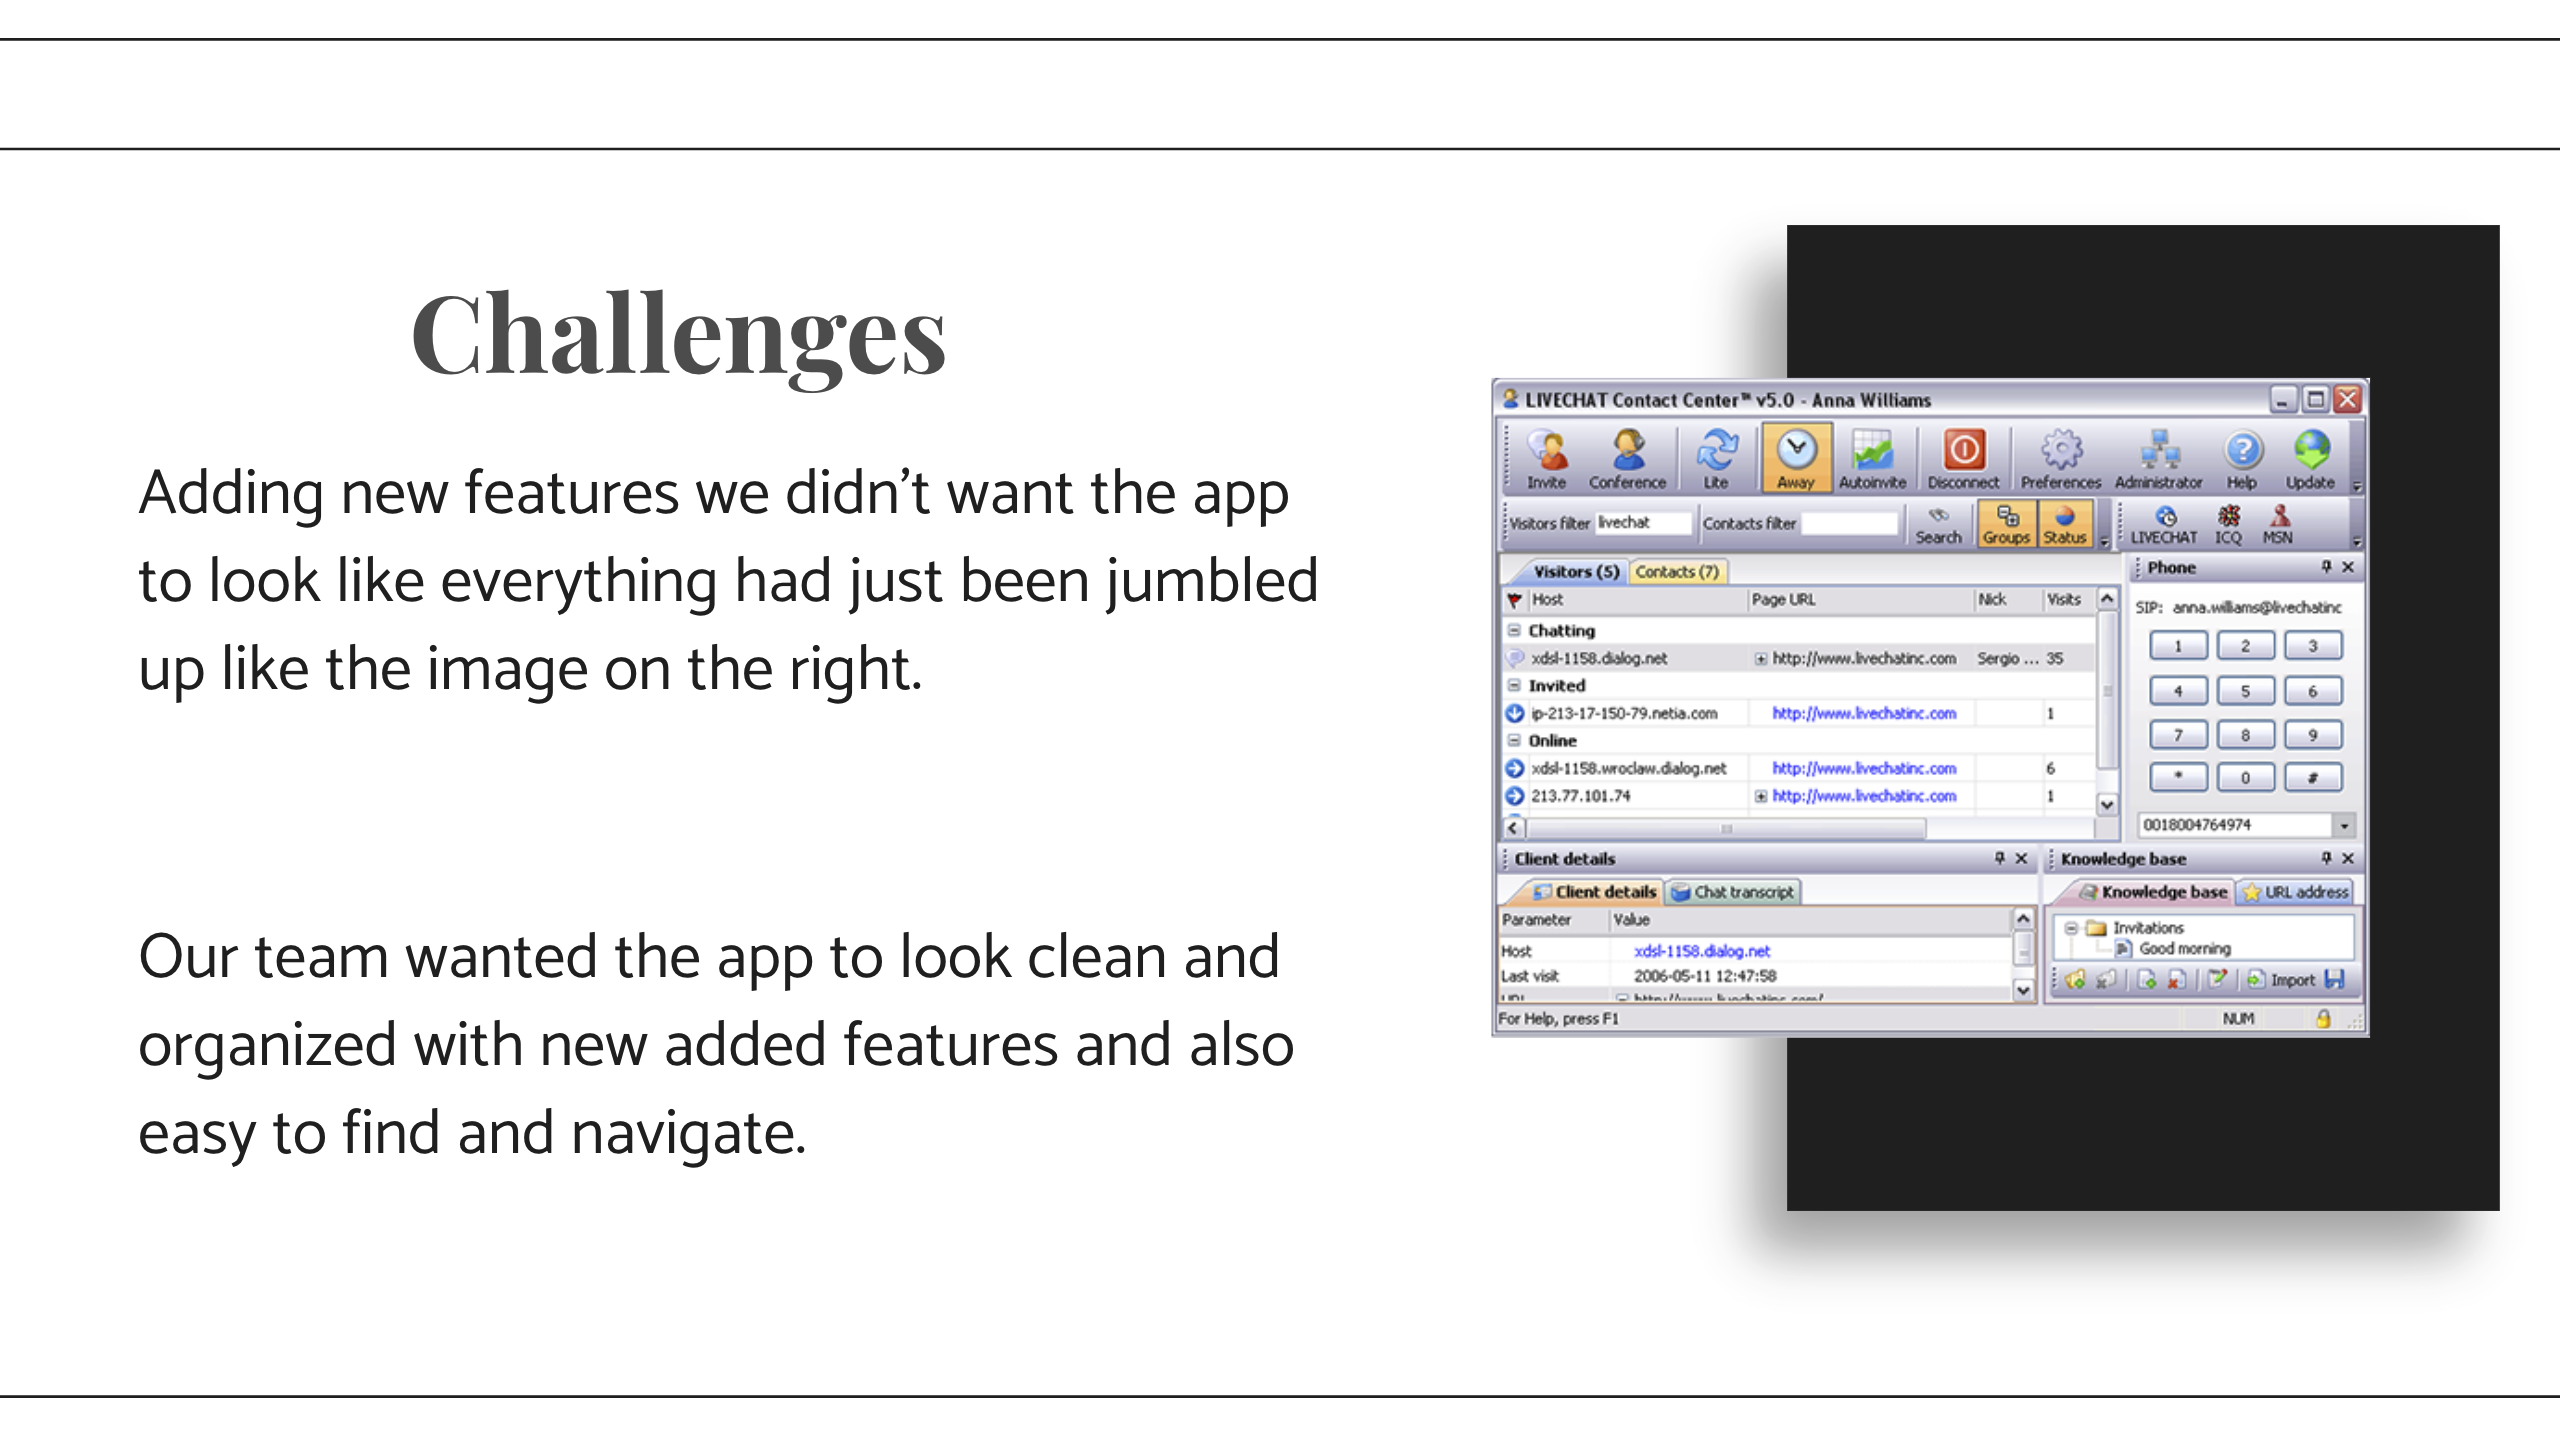 Challenges
Adding new features we didn't want the app
to look like everything had just been jumbled
up like the image on the right.
Our team wanted the app to look clean and
organized with new added features and also
easy to find and navigate.
LIVECHAT Contact Center™ v5.0 - Anna Williams
Invite Conference Lite Away Autoinvite Disconnect Preferences Administrator Help Update
Visitors filter livechat Contacts filter Search Groups Status LIVECHAT ICQ MSN
Visitors (5) Contacts (7)
Host Page URL Nick Visits
Chatting
xdsl-1158.dialog.net http://www.livechatinc.com Sergio ... 35
Invited
ip-213-17-150-79.netia.com http://www.livechatinc.com 1
Online
xdsl-1158.wroclaw.dialog.net http://www.livechatinc.com 6
213.77.101.74 http://www.livechatinc.com 1
Phone
SIP: anna.williams@livechatinc
1 2 3
4 5 6
7 8 9
* 0 #
0018004764974
Client details
Client details Chat transcript
Parameter Value
Host xdsl-1158.dialog.net
Last visit 2006-05-11 12:47:58
Knowledge base
Knowledge base URL address
Invitations
Good morning
Import
For Help, press F1 NUM